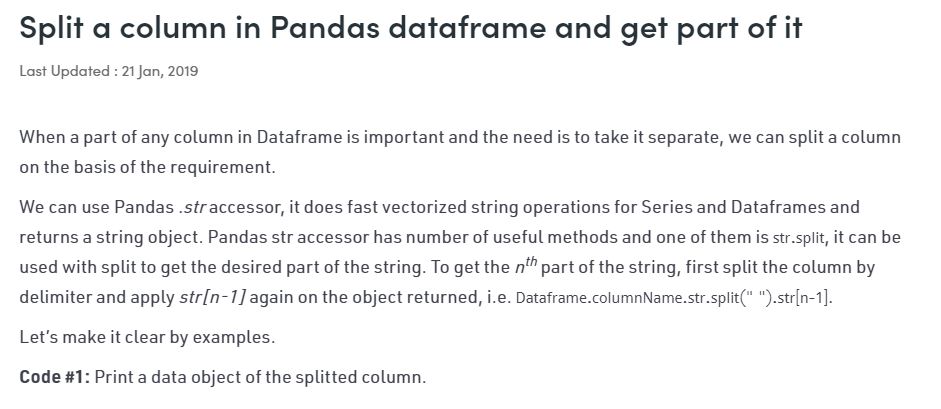 Split a column in Pandas dataframe and get part of it
Last Updated : 21 Jan, 2019
When a part of any column in Dataframe is important and the need is to take it separate, we can split a column
on the basis of the requirement.
We can use Pandas .str accessor, it does fast vectorized string operations for Series and Dataframes and
returns a string object. Pandas str accessor has number of useful methods and one of them is str.split, it can be
used with split to get the desired part of the string. To get the nth part of the string, first split the column by
delimiter and apply str[n-1] again on the object returned, i.e. Dataframe.columnName.str.split(" ").str[n-1].
Let’s make it clear by examples.
Code #1: Print a data object of the splitted column.